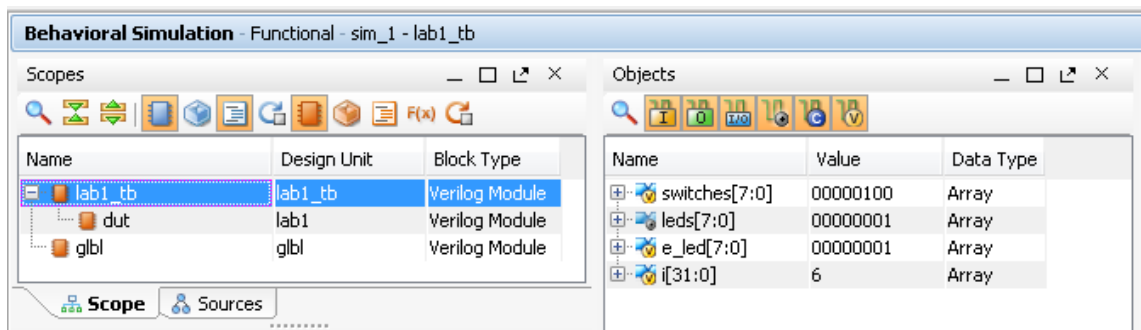 Behavioral Simulation - Functional - sim_1 - lab1_tb
Scopes
F(x)
Name Design Unit Block Type
lab1_tb lab1_tb Verilog Module
dut lab1 Verilog Module
glbl glbl Verilog Module
Scope Sources
Objects
I O I/O C V
Name Value Data Type
switches[7:0] 00000100 Array
leds[7:0] 00000001 Array
e_led[7:0] 00000001 Array
i[31:0] 6 Array